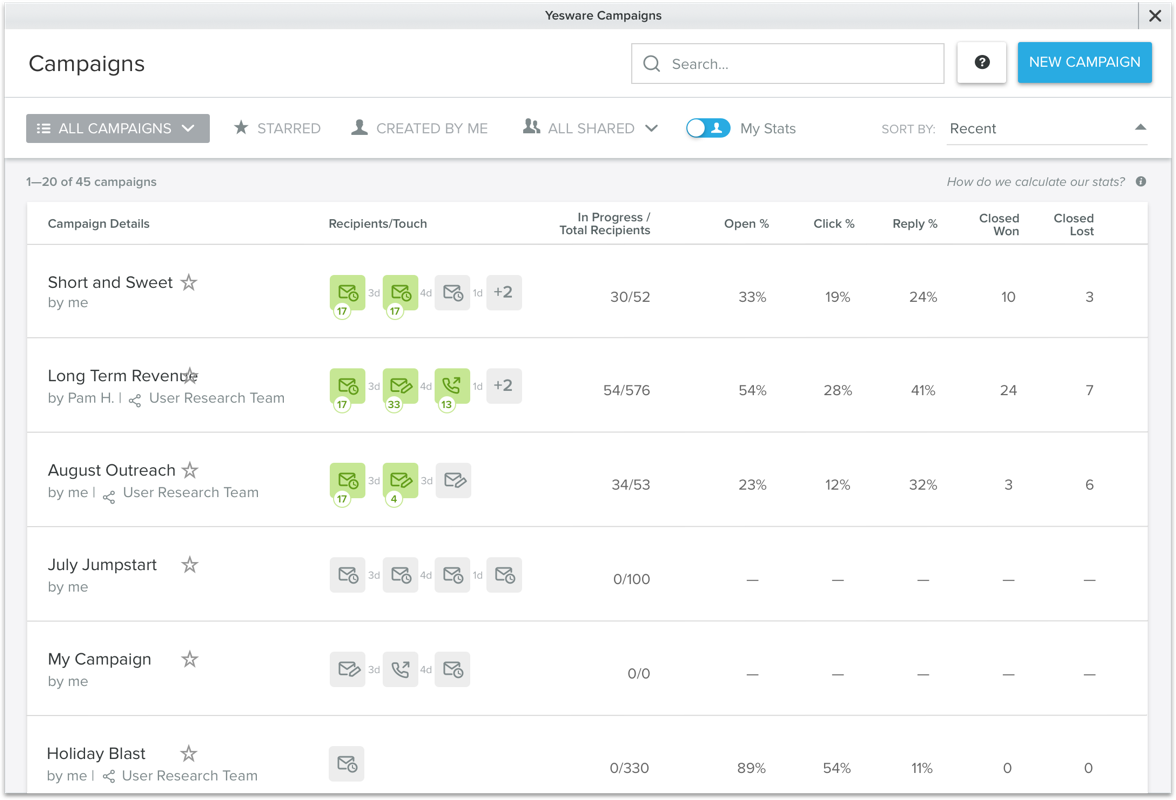 Yesware Campaigns
Campaigns
Search...
?
NEW CAMPAIGN
ALL CAMPAIGNS
STARRED
CREATED BY ME
ALL SHARED
My Stats
SORT BY: Recent
1—20 of 45 campaigns
How do we calculate our stats?
Campaign Details Recipients/Touch In Progress / Total Recipients Open % Click % Reply % Closed Won Closed Lost
Short and Sweet
by me
3d 4d 1d +2
17 17
30/52 33% 19% 24% 10 3
Long Term Revenue
by Pam H. | User Research Team
3d 4d 1d +2
17 33 13
54/576 54% 28% 41% 24 7
August Outreach
by me | User Research Team
3d 3d
17 4
34/53 23% 12% 32% 3 6
July Jumpstart
by me
3d 4d 1d
0/100 — — — — —
My Campaign
by me
3d 4d
0/0 — — — — —
Holiday Blast
by me | User Research Team
0/330 89% 54% 11% 0 0